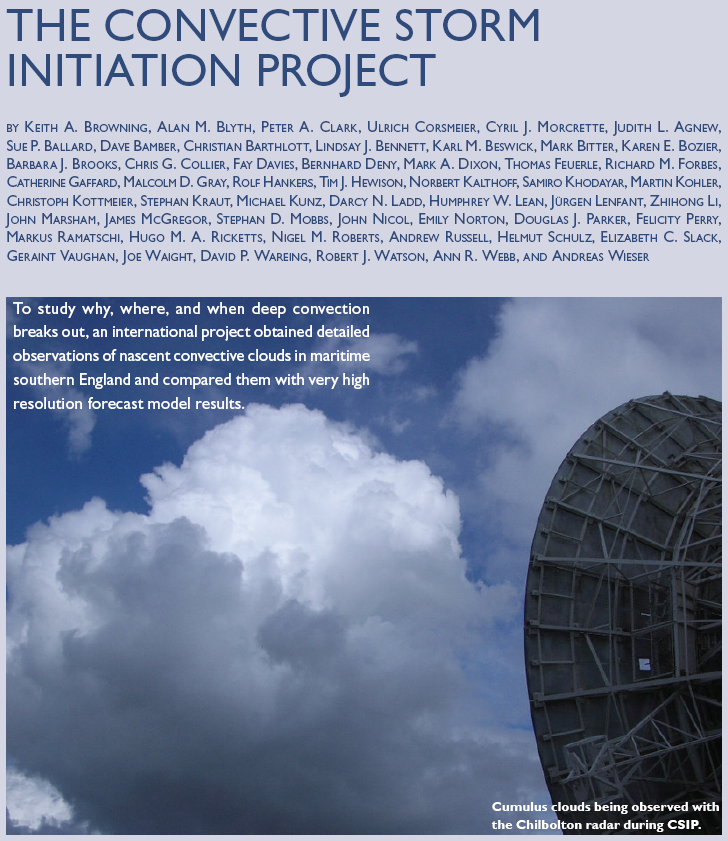 THE CONVECTIVE STORM
INITIATION PROJECT
BY KEITH A. BROWNING, ALAN M. BLYTH, PETER A. CLARK, ULRICH CORSMEIER, CYRIL J. MORCRETTE, JUDITH L. AGNEW,
SUE P. BALLARD, DAVE BAMBER, CHRISTIAN BARTHLOTT, LINDSAY J. BENNETT, KARL M. BESWICK, MARK BITTER, KAREN E. BOZIER,
BARBARA J. BROOKS, CHRIS G. COLLIER, FAY DAVIES, BERNHARD DENY, MARK A. DIXON, THOMAS FEUERLE, RICHARD M. FORBES,
CATHERINE GAFFARD, MALCOLM D. GRAY, ROLF HANKERS, TIM J. HEWISON, NORBERT KALTHOFF, SAMIRO KHODAYAR, MARTIN KOHLER,
CHRISTOPH KOTTMEIER, STEPHAN KRAUT, MICHAEL KUNZ, DARCY N. LADD, HUMPHREY W. LEAN, JÜRGEN LENFANT, ZHIHONG LI,
JOHN MARSHAM, JAMES MCGREGOR, STEPHAN D. MOBBS, JOHN NICOL, EMILY NORTON, DOUGLAS J. PARKER, FELICITY PERRY,
MARKUS RAMATSCHI, HUGO M. A. RICKETTS, NIGEL M. ROBERTS, ANDREW RUSSELL, HELMUT SCHULZ, ELIZABETH C. SLACK,
GERAINT VAUGHAN, JOE WAIGHT, DAVID P. WAREING, ROBERT J. WATSON, ANN R. WEBB, AND ANDREAS WIESER
To study why, where, and when deep convection
breaks out, an international project obtained detailed
observations of nascent convective clouds in maritime
southern England and compared them with very high
resolution forecast model results.
Cumulus clouds being observed with
the Chilbolton radar during CSIP.